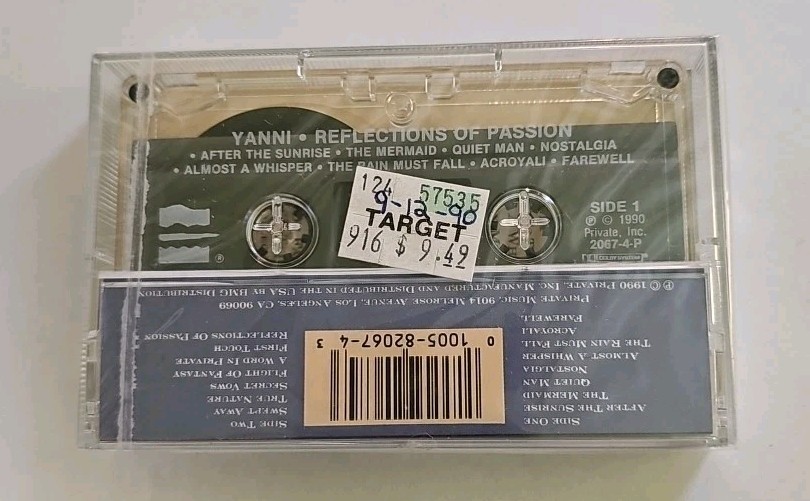 YANNI • REFLECTIONS OF PASSION
• AFTER THE SUNRISE • THE MERMAID • QUIET MAN • NOSTALGIA
• ALMOST A WHISPER • THE RAIN MUST FALL • ACROYALI • FAREWELL
124 57535
9-12-90
TARGET
916 $ 9.49
SIDE 1
Ⓟ © 1990
Private, Inc.
2067-4-P
®
Side One
After The Sunrise
The Mermaid
Quiet Man
Nostalgia
Almost A Whisper
The Rain Must Fall
Acroyali
Farewell
0 1005-82067-4 3
Side Two
Swept Away
True Nature
Secret Vows
Flight Of Fantasy
A Word In Private
First Touch
Reflections Of Passion
Private Music, 9014 Melrose Avenue, Los Angeles, CA 90069
Ⓟ © 1990 Private, Inc. Manufactured and Distributed in the USA by BMG Distribution